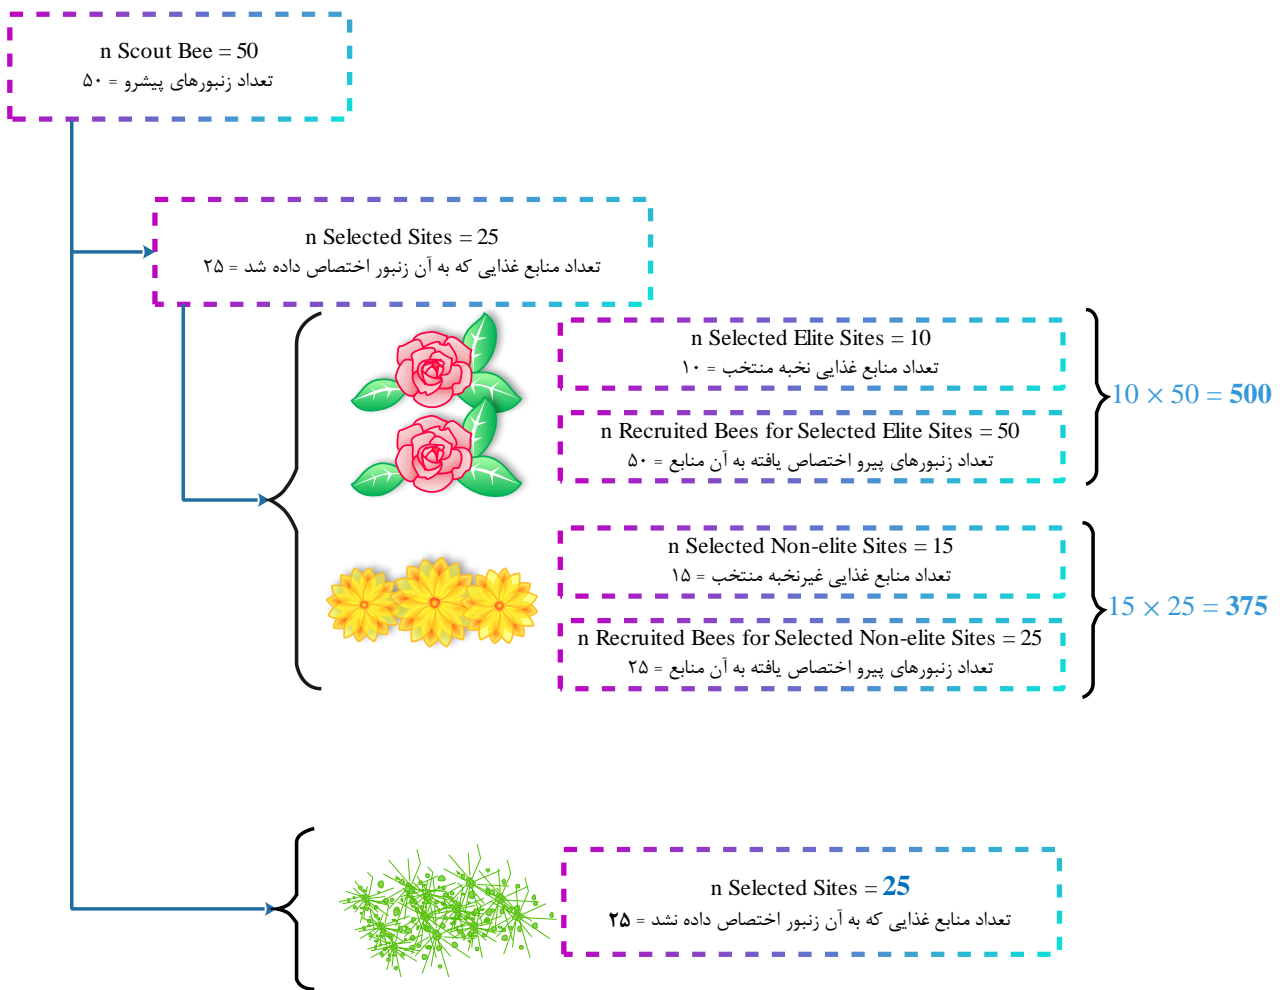 n Scout Bee = 50
تعداد زنبورهای پیشرو = ۵۰
n Selected Sites = 25
تعداد منابع غذایی که به آن زنبور اختصاص داده شد = ۲۵
n Selected Elite Sites = 10
تعداد منابع غذایی نخبه منتخب = ۱۰
n Recruited Bees for Selected Elite Sites = 50
تعداد زنبورهای پیرو اختصاص یافته به آن منابع = ۵۰
10 × 50 = 500
n Selected Non-elite Sites = 15
تعداد منابع غذایی غیرنخبه منتخب = ۱۵
n Recruited Bees for Selected Non-elite Sites = 25
تعداد زنبورهای پیرو اختصاص یافته به آن منابع = ۲۵
15 × 25 = 375
n Selected Sites = 25
تعداد منابع غذایی که به آن زنبور اختصاص داده نشد = ۲۵